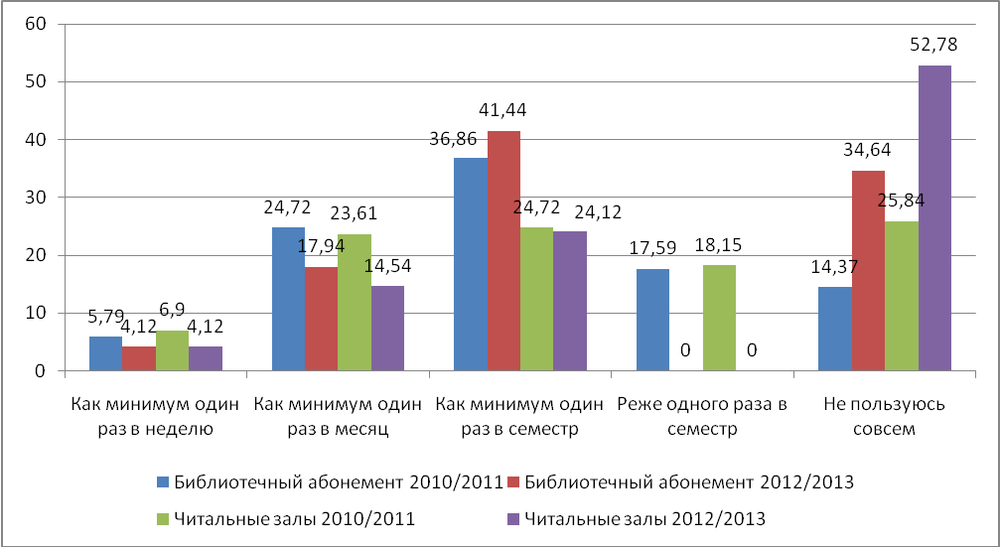 60
50
40
30
20
10
0
5,79
4,12
6,9
4,12
24,72
17,94
23,61
14,54
36,86
41,44
24,72
24,12
17,59
0
18,15
0
14,37
34,64
25,84
52,78
Как минимум один
раз в неделю
Как минимум один
раз в месяц
Как минимум один
раз в семестр
Реже одного раза в
семестр
Не пользуюсь
совсем
Библиотечный абонемент 2010/2011
Библиотечный абонемент 2012/2013
Читальные залы 2010/2011
Читальные залы 2012/2013